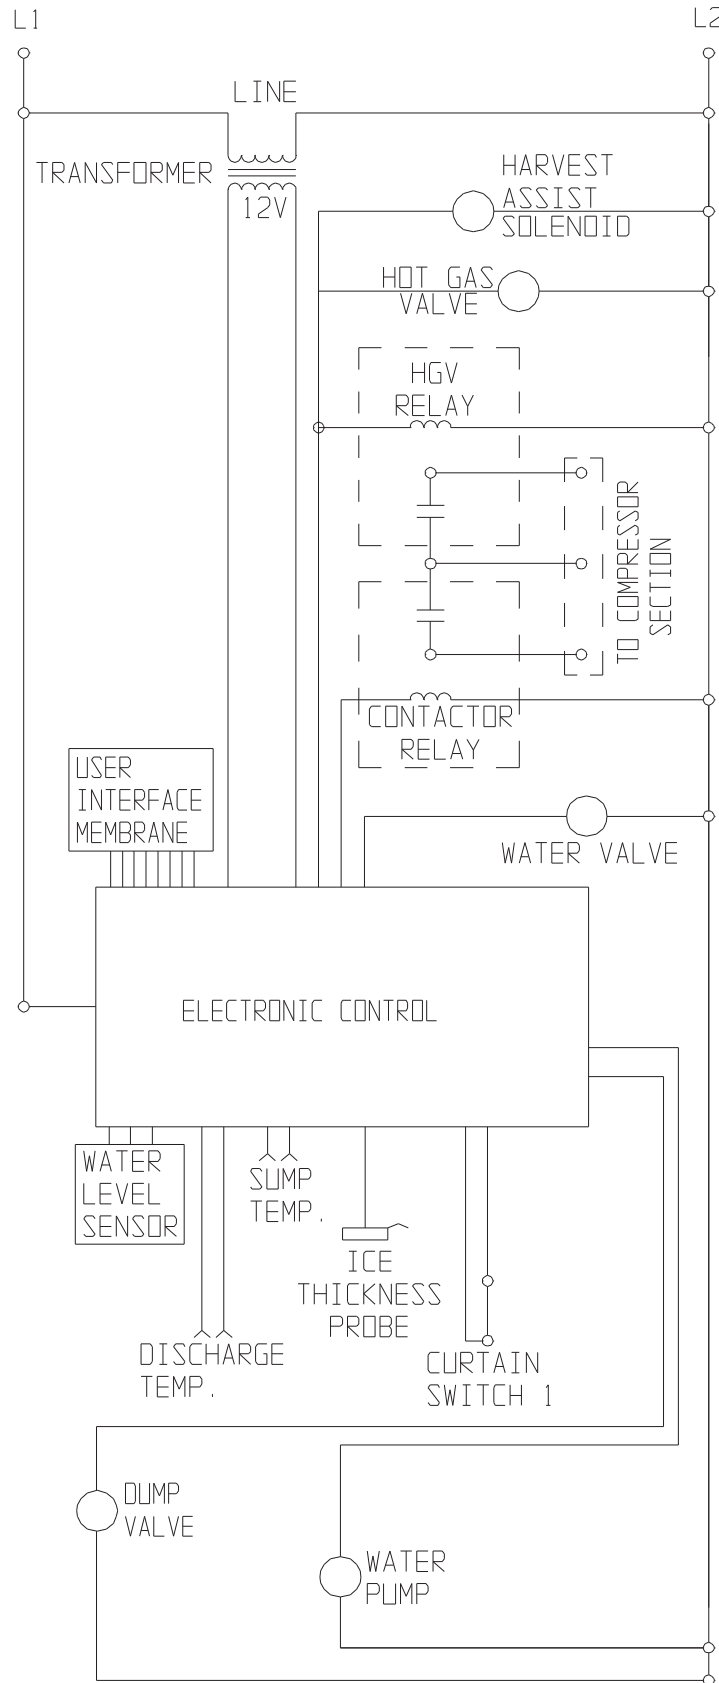 L1
L2
LINE
TRANSFORMER
12V
HARVEST
ASSIST
SOLENOID
HOT GAS
VALVE
HGV
RELAY
TO COMPRESSOR
SECTION
CONTACTOR
RELAY
USER
INTERFACE
MEMBRANE
WATER VALVE
ELECTRONIC CONTROL
WATER
LEVEL
SENSOR
SUMP
TEMP.
ICE
THICKNESS
PROBE
DISCHARGE
TEMP.
CURTAIN
SWITCH 1
DUMP
VALVE
WATER
PUMP